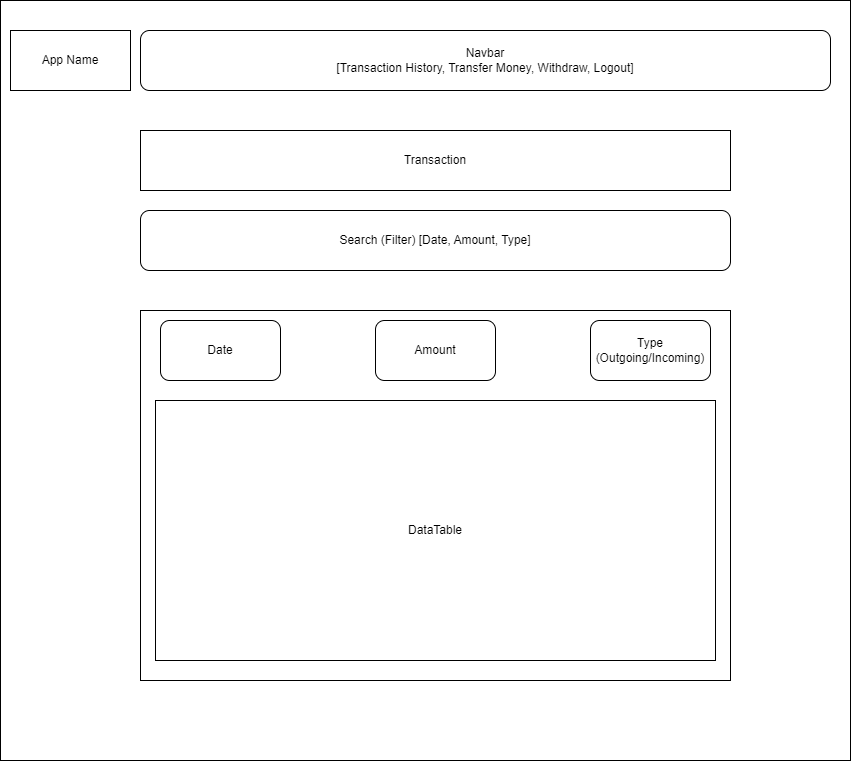 App Name
Navbar
[Transaction History, Transfer Money, Withdraw, Logout]
Transaction
Search (Filter) [Date, Amount, Type]
Date
Amount
Type
(Outgoing/Incoming)
DataTable